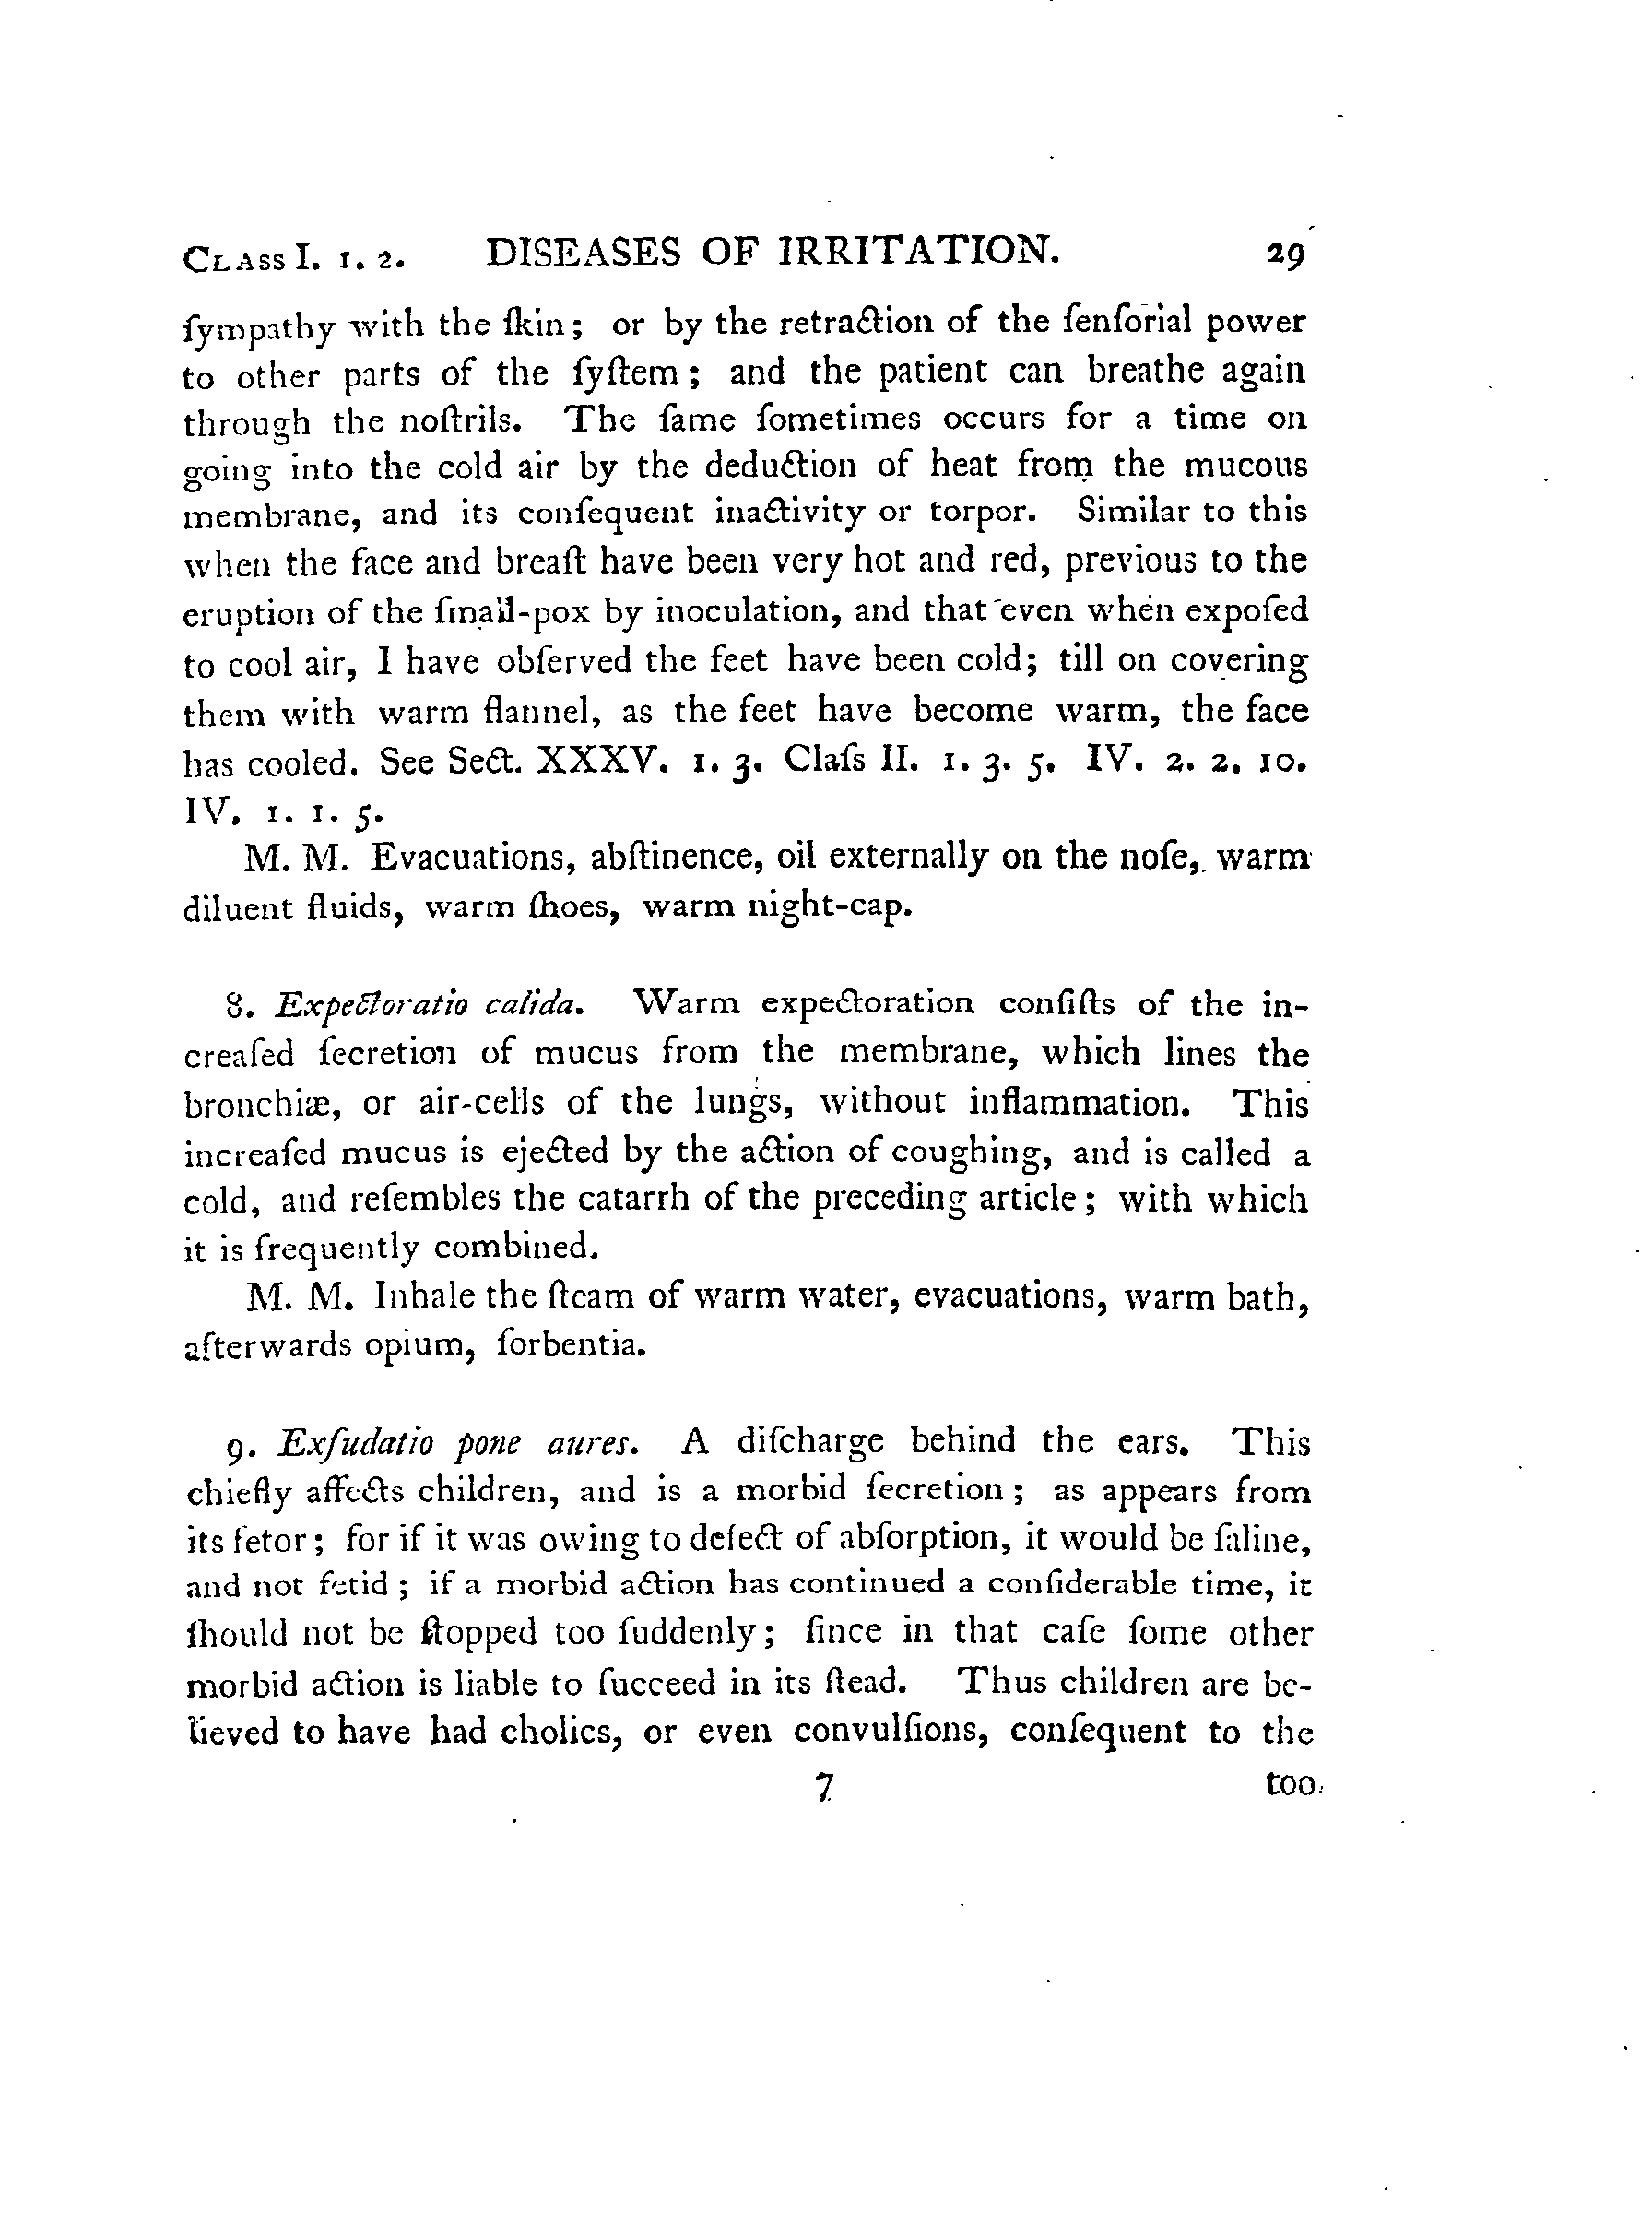 CLASS I. 1. 2. DISEASES OF IRRITATION. 29
ſympathy with the ſkin; or by the retraction of the ſenſorial power
to other parts of the ſyſtem; and the patient can breathe again
through the noſtrils. The ſame ſometimes occurs for a time on
going into the cold air by the deduction of heat from the mucous
membrane, and its conſequent inactivity or torpor. Similar to this
when the face and breaſt have been very hot and red, previous to the
eruption of the ſmall-pox by inoculation, and that even when expoſed
to cool air, I have obſerved the feet have been cold; till on covering
them with warm flannel, as the feet have become warm, the face
has cooled. See Sect. XXXV. 1. 3. Claſs II. 1. 3. 5. IV. 2. 2. 10.
IV. 1. 1. 5.
M. M. Evacuations, abſtinence, oil externally on the noſe, warm
diluent fluids, warm ſhoes, warm night-cap.
8. Expectoratio calida. Warm expectoration conſiſts of the in-
creaſed ſecretion of mucus from the membrane, which lines the
bronchiæ, or air-cells of the lungs, without inflammation. This
increaſed mucus is ejected by the action of coughing, and is called a
cold, and reſembles the catarrh of the preceding article; with which
it is frequently combined.
M. M. Inhale the ſteam of warm water, evacuations, warm bath,
afterwards opium, ſorbentia.
9. Exſudatio pone aures. A diſcharge behind the ears. This
chiefly affects children, and is a morbid ſecretion; as appears from
its fetor; for if it was owing to defect of abſorption, it would be ſaline,
and not fetid; if a morbid action has continued a conſiderable time, it
ſhould not be ſtopped too ſuddenly; ſince in that caſe ſome other
morbid action is liable to ſucceed in its ſtead. Thus children are be-
lieved to have had cholics, or even convulſions, conſequent to the
7 too